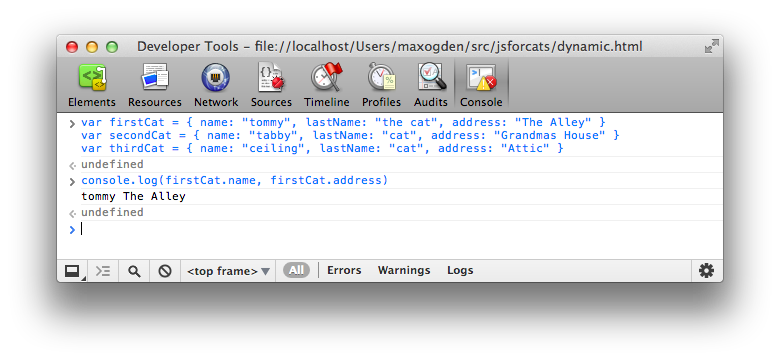 Developer Tools - file://localhost/Users/maxogden/src/jsforcats/dynamic.html
Elements Resources Network Sources Timeline Profiles Audits Console
var firstCat = { name: "tommy", lastName: "the cat", address: "The Alley" }
var secondCat = { name: "tabby", lastName: "cat", address: "Grandmas House" }
var thirdCat = { name: "ceiling", lastName: "cat", address: "Attic" }
undefined
console.log(firstCat.name, firstCat.address)
tommy The Alley
undefined
<top frame> All Errors Warnings Logs